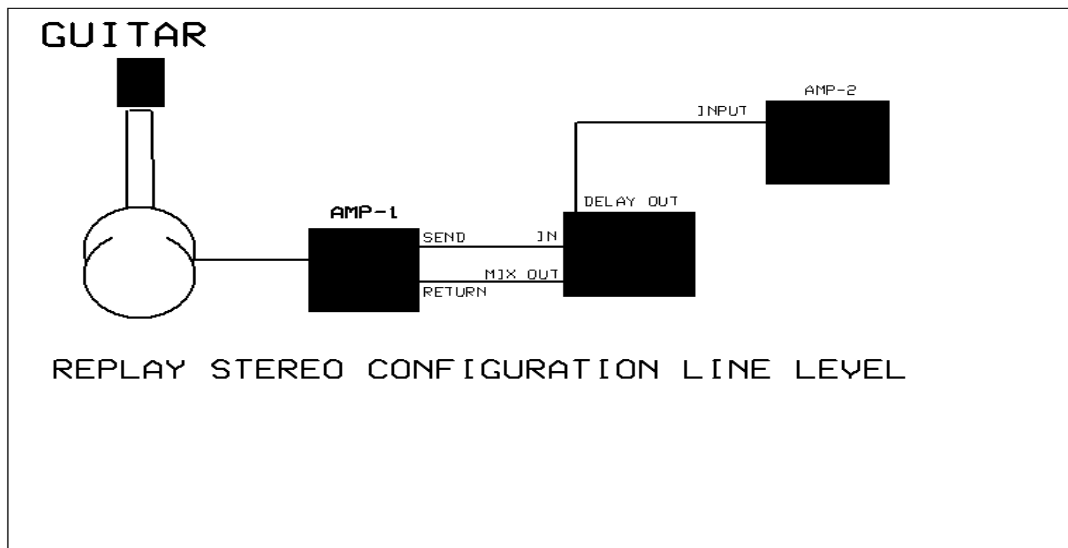 GUITAR
AMP-2
INPUT
DELAY OUT
AMP-1
SEND
IN
MIX OUT
RETURN
REPLAY STEREO CONFIGURATION LINE LEVEL